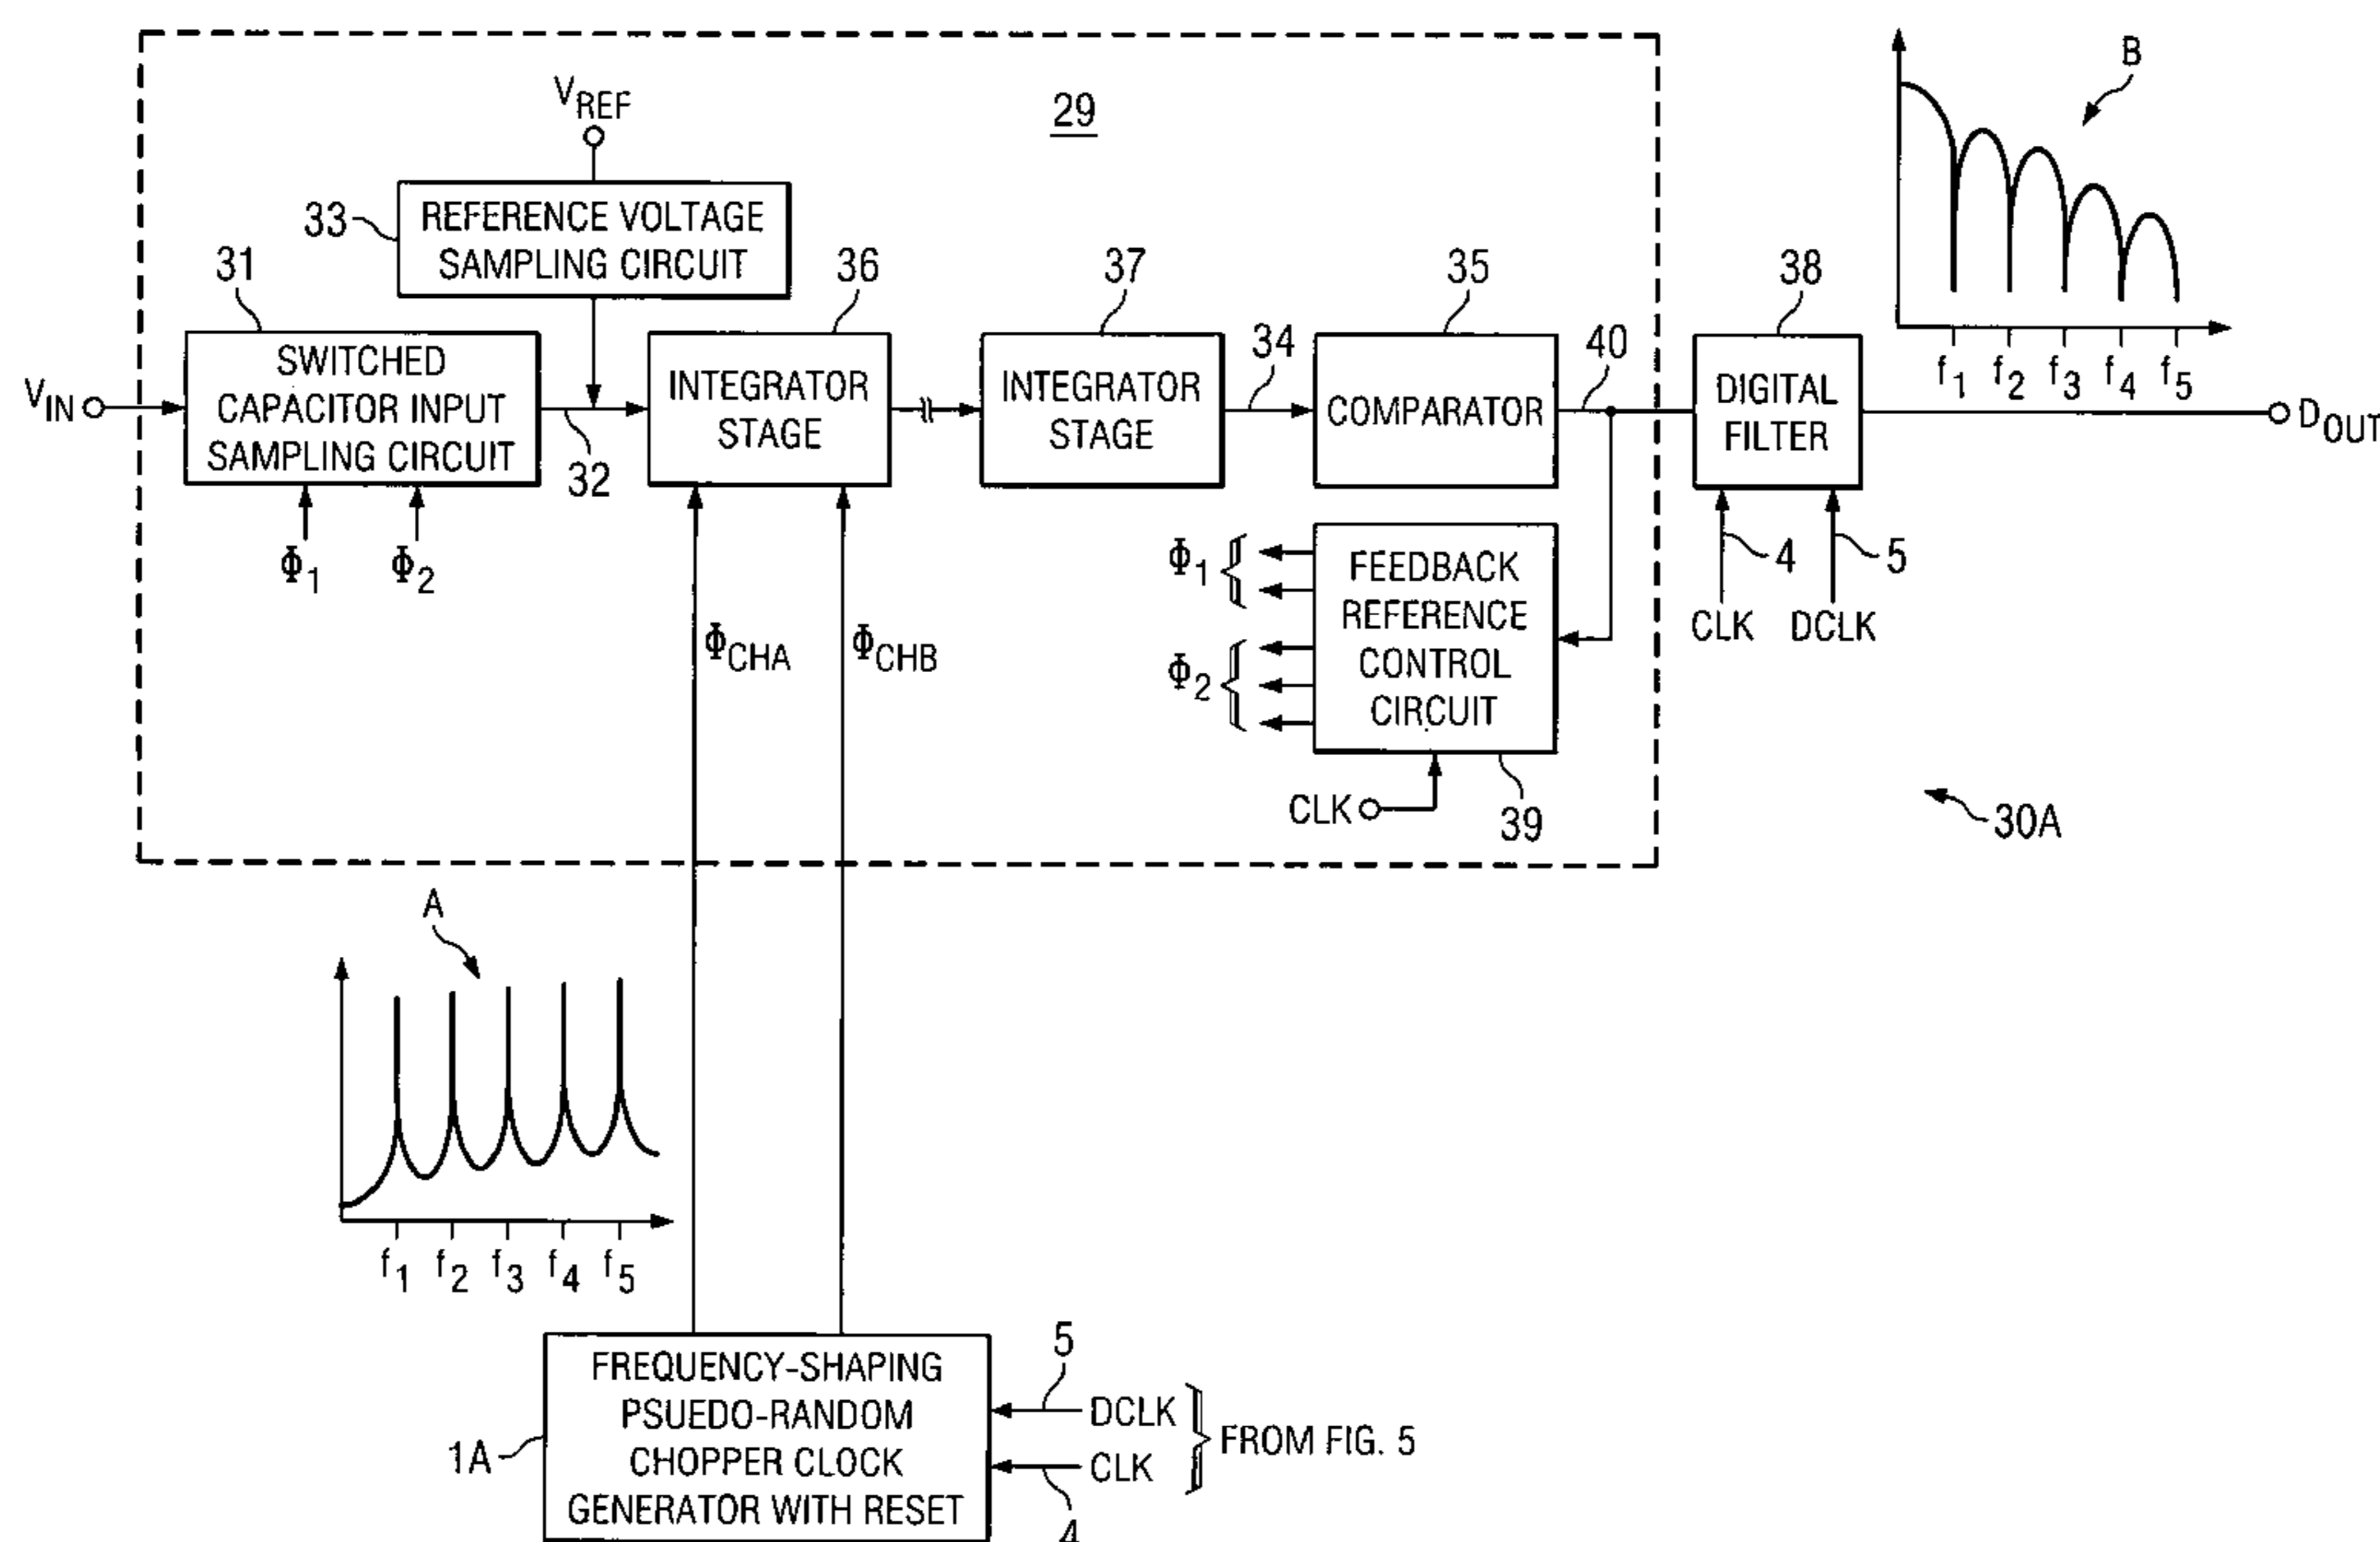 V_REF
29
B
33
REFERENCE VOLTAGE
SAMPLING CIRCUIT
31
36
37
35
38
V_IN
SWITCHED
CAPACITOR INPUT
SAMPLING CIRCUIT
32
INTEGRATOR
STAGE
INTEGRATOR
STAGE
34
COMPARATOR
40
DIGITAL
FILTER
f1 f2 f3 f4 f5
D_OUT
Φ1 Φ2
Φ1
Φ2
FEEDBACK
REFERENCE
CONTROL
CIRCUIT
4
5
CLK DCLK
Φ_CHA
Φ_CHB
CLK
39
30A
A
f1 f2 f3 f4 f5
1A
FREQUENCY-SHAPING
PSUEDO-RANDOM
CHOPPER CLOCK
GENERATOR WITH RESET
5
DCLK
CLK
FROM FIG. 5
4